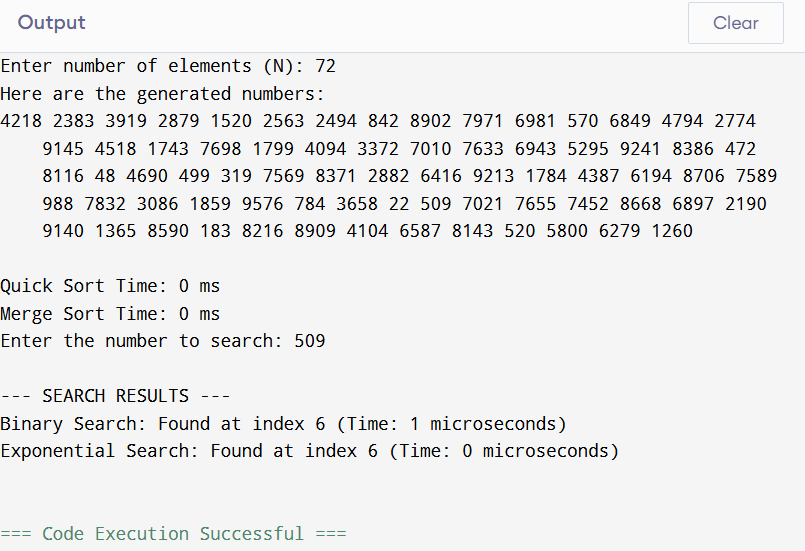 Output
Clear
Enter number of elements (N): 72
Here are the generated numbers:
4218 2383 3919 2879 1520 2563 2494 842 8902 7971 6981 570 6849 4794 2774
9145 4518 1743 7698 1799 4094 3372 7010 7633 6943 5295 9241 8386 472
8116 48 4690 499 319 7569 8371 2882 6416 9213 1784 4387 6194 8706 7589
988 7832 3086 1859 9576 784 3658 22 509 7021 7655 7452 8668 6897 2190
9140 1365 8590 183 8216 8909 4104 6587 8143 520 5800 6279 1260
Quick Sort Time: 0 ms
Merge Sort Time: 0 ms
Enter the number to search: 509
--- SEARCH RESULTS ---
Binary Search: Found at index 6 (Time: 1 microseconds)
Exponential Search: Found at index 6 (Time: 0 microseconds)
=== Code Execution Successful ===